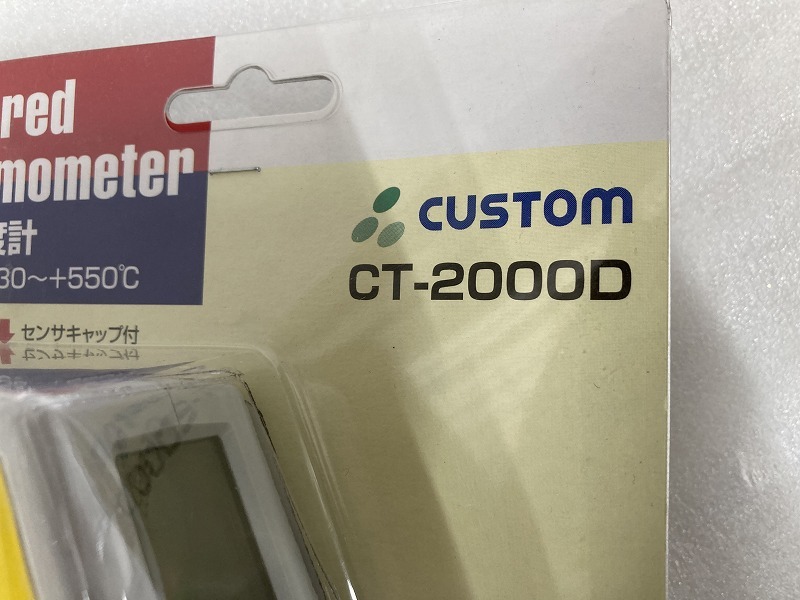 red
mometer
度計
30～+550℃
CUSTOM
CT-2000D
センサキャップ付